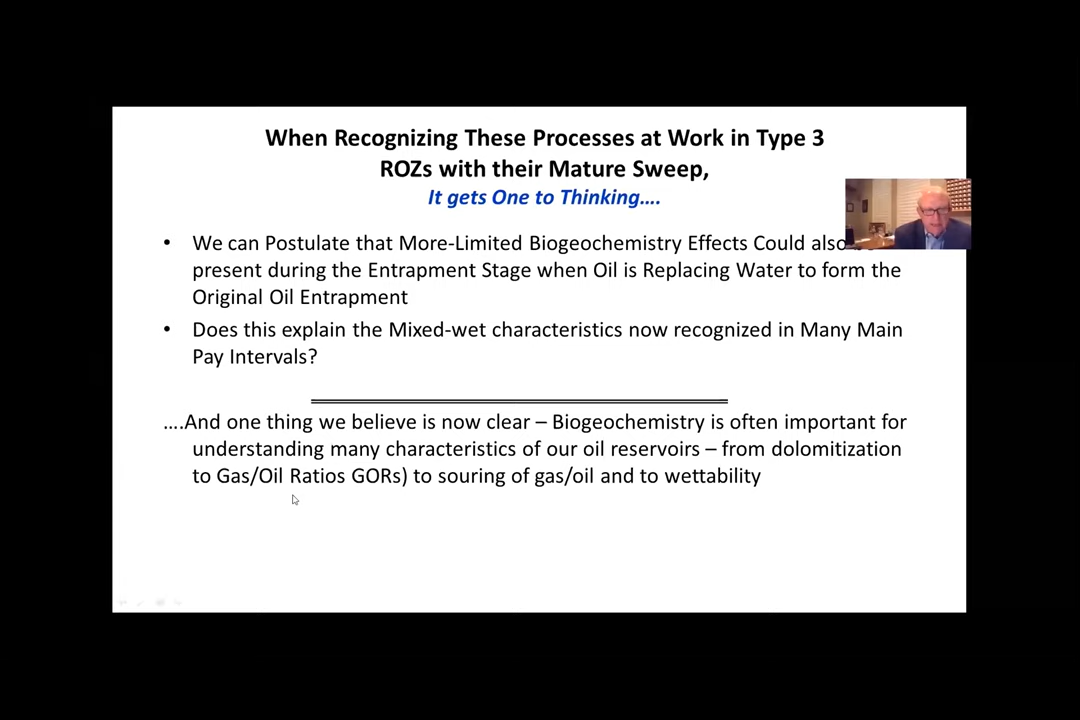 When Recognizing These Processes at Work in Type 3
ROZs with their Mature Sweep,
It gets One to Thinking....
• We can Postulate that More-Limited Biogeochemistry Effects Could also
present during the Entrapment Stage when Oil is Replacing Water to form the
Original Oil Entrapment
• Does this explain the Mixed-wet characteristics now recognized in Many Main
Pay Intervals?
....And one thing we believe is now clear – Biogeochemistry is often important for
understanding many characteristics of our oil reservoirs – from dolomitization
to Gas/Oil Ratios GORs) to souring of gas/oil and to wettability